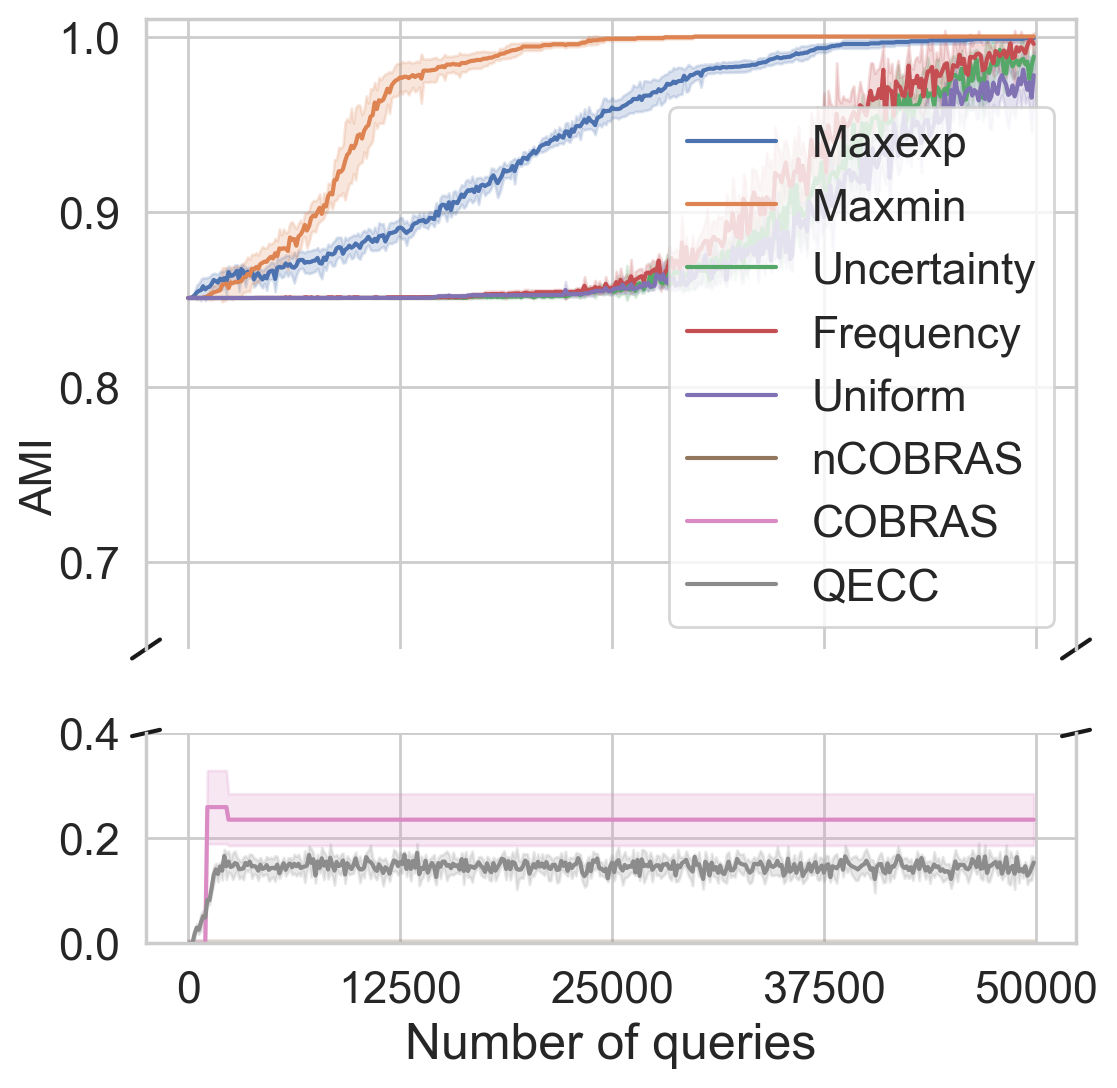 1.0
0.9
0.8
0.7
0.4
0.2
0.0
AMI
Maxexp
Maxmin
Uncertainty
Frequency
Uniform
nCOBRAS
COBRAS
QECC
0 12500 25000 37500 50000
Number of queries